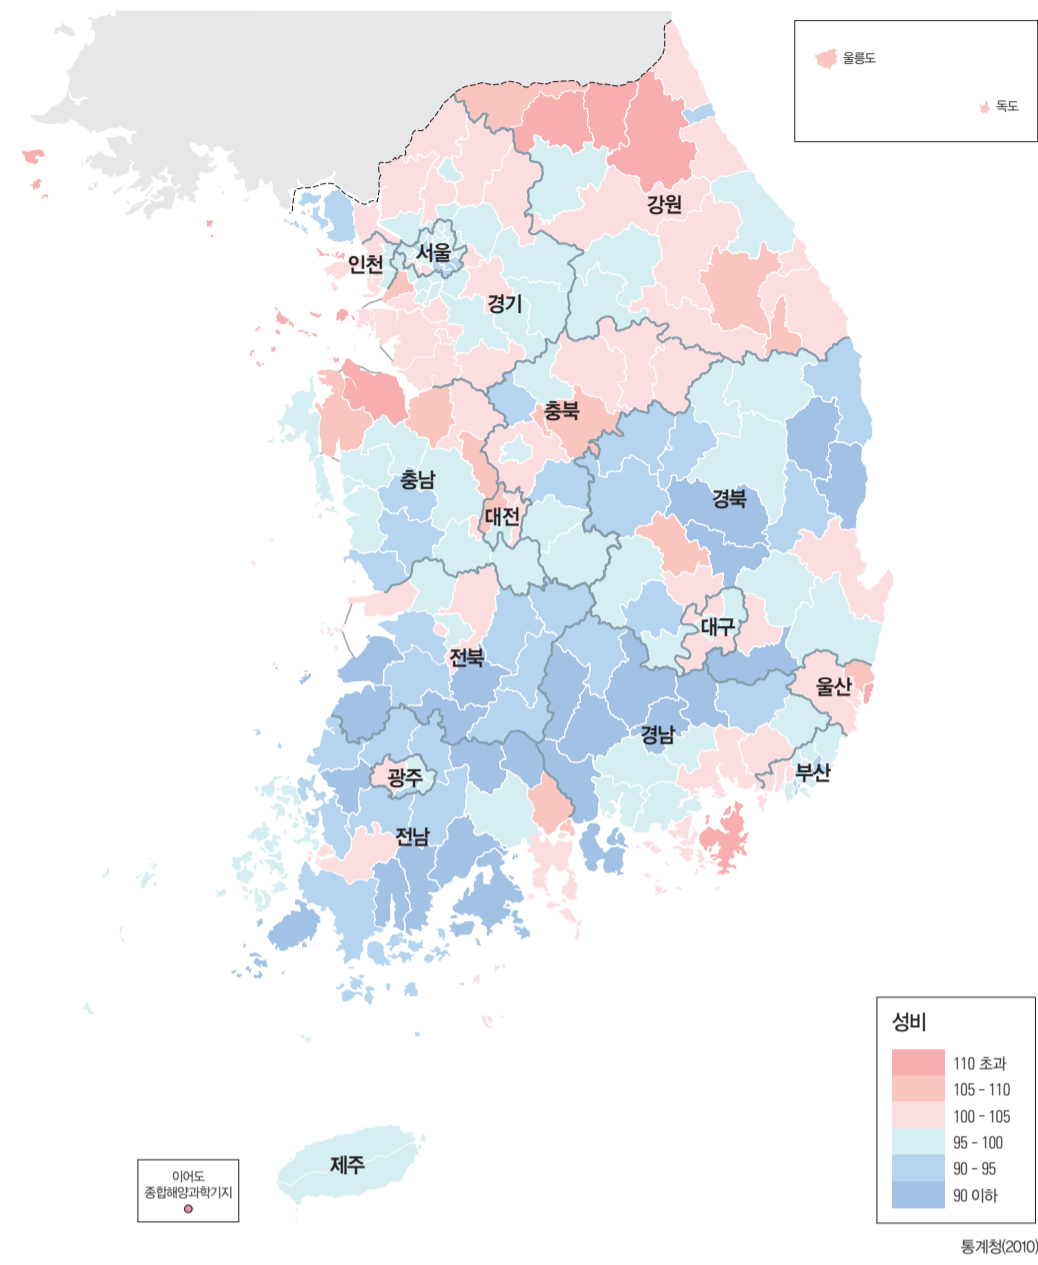 울릉도
독도
강원
서울
인천
경기
충북
충남
경북
대전
대구
전북
울산
경남
부산
광주
전남
제주
이어도
종합해양과학기지
성비
110 초과
105 - 110
100 - 105
95 - 100
90 - 95
90 이하
통계청(2010)